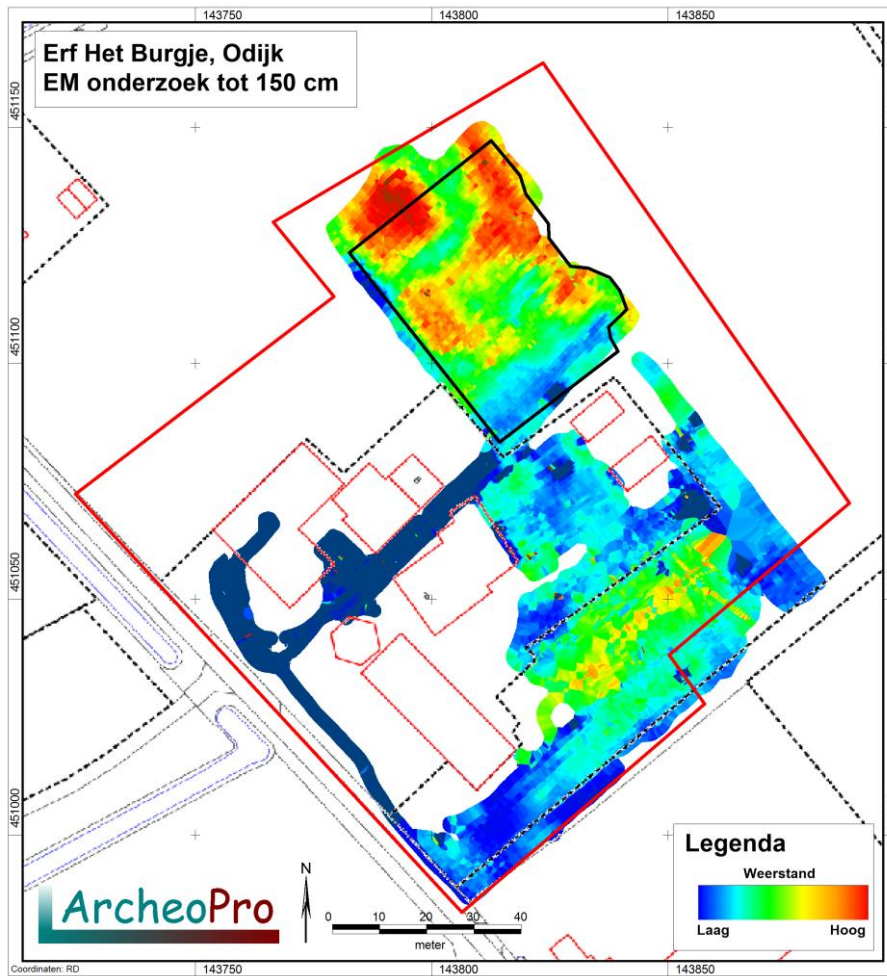 143750
143800
143850
Erf Het Burgje, Odijk
EM onderzoek tot 150 cm
451150
451100
451050
451000
Legenda
Weerstand
Laag
Hoog
ArcheoPro
N
0
10
20
30
40
meter
Coordinaten: RD
143750
143800
143850